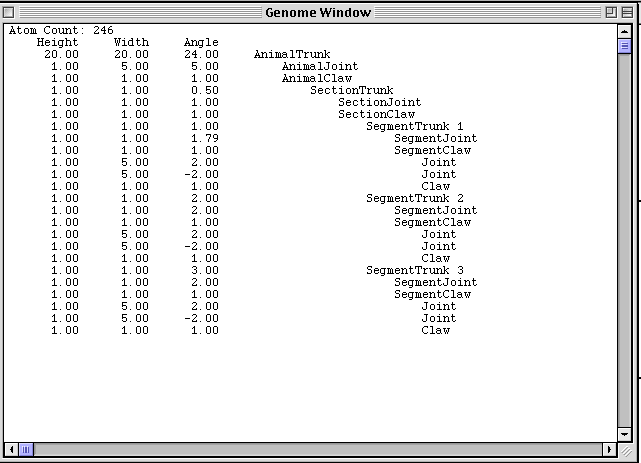 Genome Window
Atom Count: 246
Height Width Angle
20.00 20.00 24.00 AnimalTrunk
1.00 5.00 5.00 AnimalJoint
1.00 1.00 1.00 AnimalClaw
1.00 1.00 0.50 SectionTrunk
1.00 1.00 1.00 SectionJoint
1.00 1.00 1.00 SectionClaw
1.00 1.00 1.00 SegmentTrunk 1
1.00 1.00 1.79 SegmentJoint
1.00 1.00 1.00 SegmentClaw
1.00 5.00 2.00 Joint
1.00 5.00 -2.00 Joint
1.00 1.00 1.00 Claw
1.00 1.00 2.00 SegmentTrunk 2
1.00 1.00 2.00 SegmentJoint
1.00 1.00 1.00 SegmentClaw
1.00 5.00 2.00 Joint
1.00 5.00 -2.00 Joint
1.00 1.00 1.00 Claw
1.00 1.00 3.00 SegmentTrunk 3
1.00 1.00 2.00 SegmentJoint
1.00 1.00 1.00 SegmentClaw
1.00 5.00 2.00 Joint
1.00 5.00 -2.00 Joint
1.00 1.00 1.00 Claw